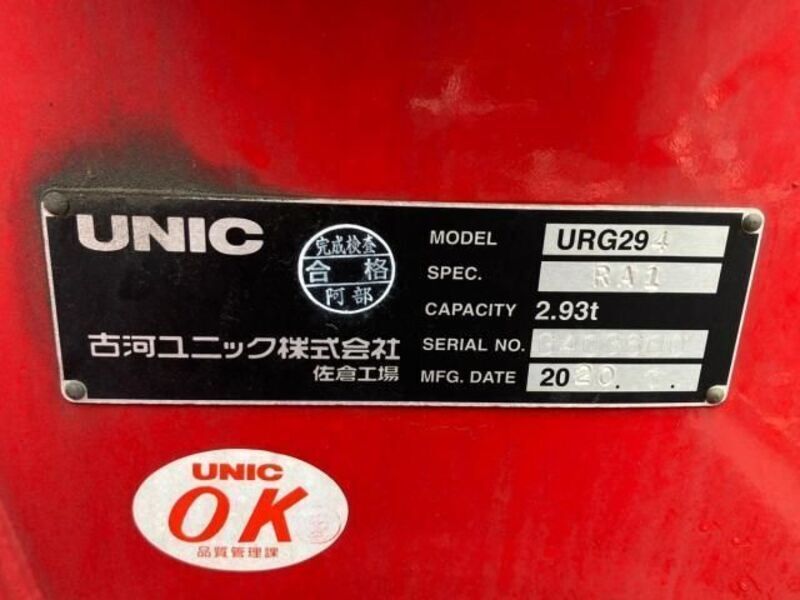 UNIC
完成検査
合格
阿部
古河ユニック株式会社
佐倉工場
MODEL URG294
SPEC. RA1
CAPACITY 2.93t
SERIAL NO.
MFG. DATE 2020.
UNIC
OK
品質管理課